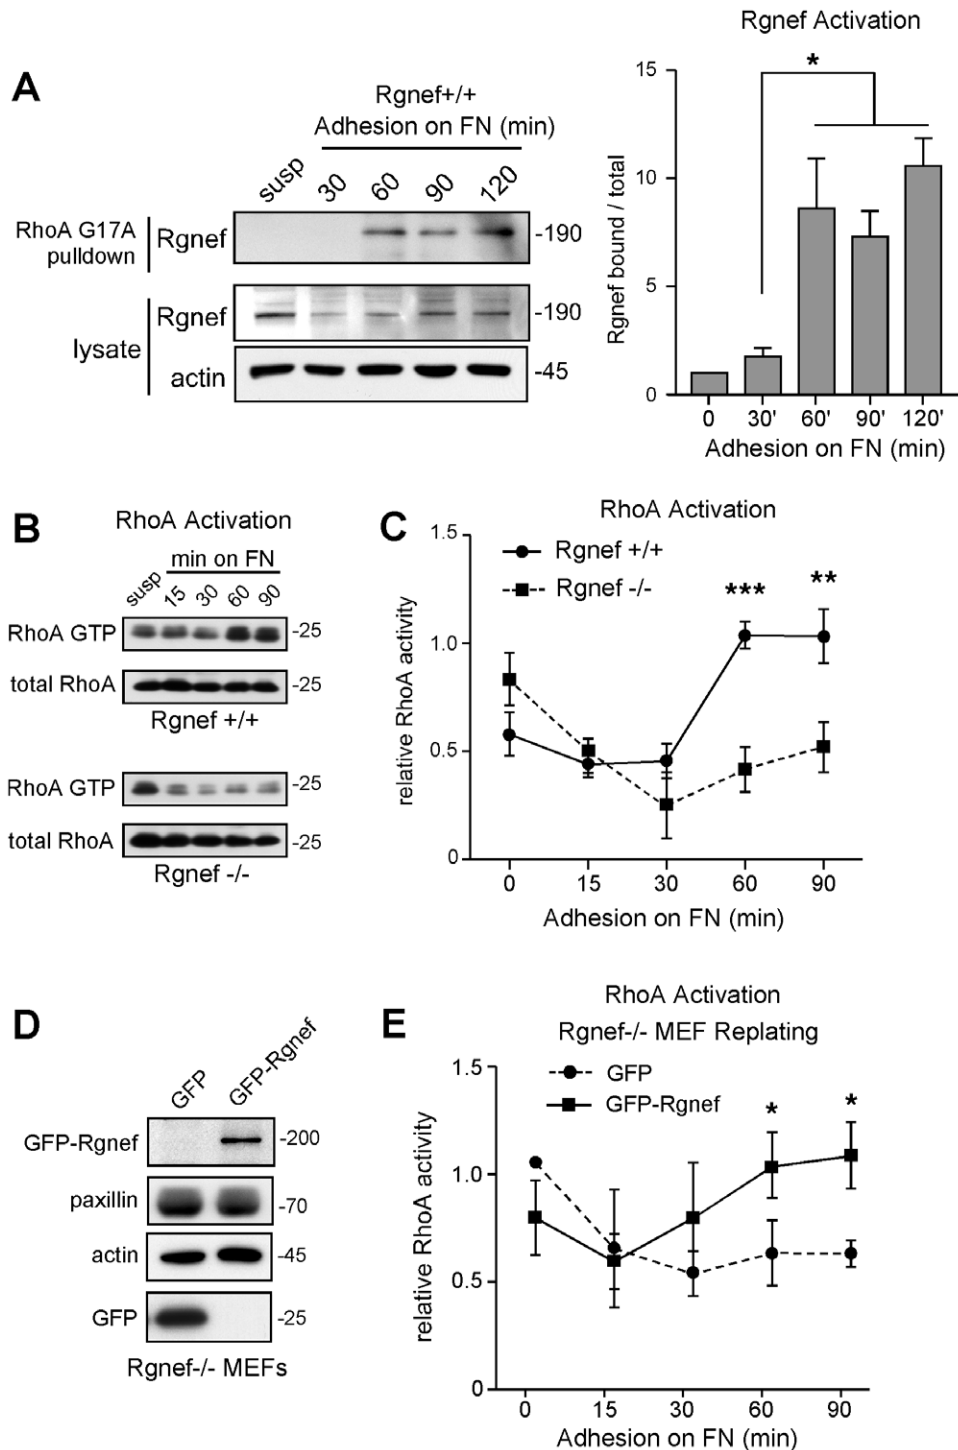 A
Rgnef+/+
Adhesion on FN (min)
susp 30 60 90 120
RhoA G17A
pulldown
Rgnef
-190
lysate
Rgnef
-190
actin
-45
Rgnef Activation
*
Rgnef bound / total
15
10
5
0
0 30' 60' 90' 120'
Adhesion on FN (min)
B
RhoA Activation
min on FN
susp 15 30 60 90
RhoA GTP
-25
total RhoA
-25
Rgnef +/+
RhoA GTP
-25
total RhoA
-25
Rgnef -/-
C
RhoA Activation
Rgnef +/+
Rgnef -/-
*** **
relative RhoA activity
1.5
1.0
0.5
0
0 15 30 60 90
Adhesion on FN (min)
D
GFP GFP-Rgnef
GFP-Rgnef
-200
paxillin
-70
actin
-45
GFP
-25
Rgnef-/- MEFs
E
RhoA Activation
Rgnef-/- MEF Replating
GFP
GFP-Rgnef
* *
relative RhoA activity
1.5
1.0
0.5
0
0 15 30 60 90
Adhesion on FN (min)